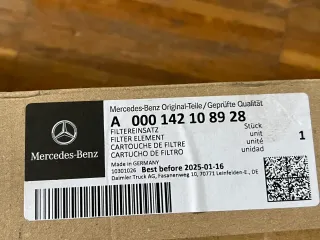 Mercedes-Benz
Mercedes-Benz Original-Teile/Geprüfte Qualität
A 000 142 10 89 28
FILTEREINSATZ
FILTER ELEMENT
CARTOUCHE DE FILTRE
CARTUCHO DE FILTRO
Stück
unit
unité
unidad
1
Made in GERMANY
10301026 Best before 2025-01-16
Daimler Truck AG, Fasanenweg 10, 70771 Leinfelden-E., DE